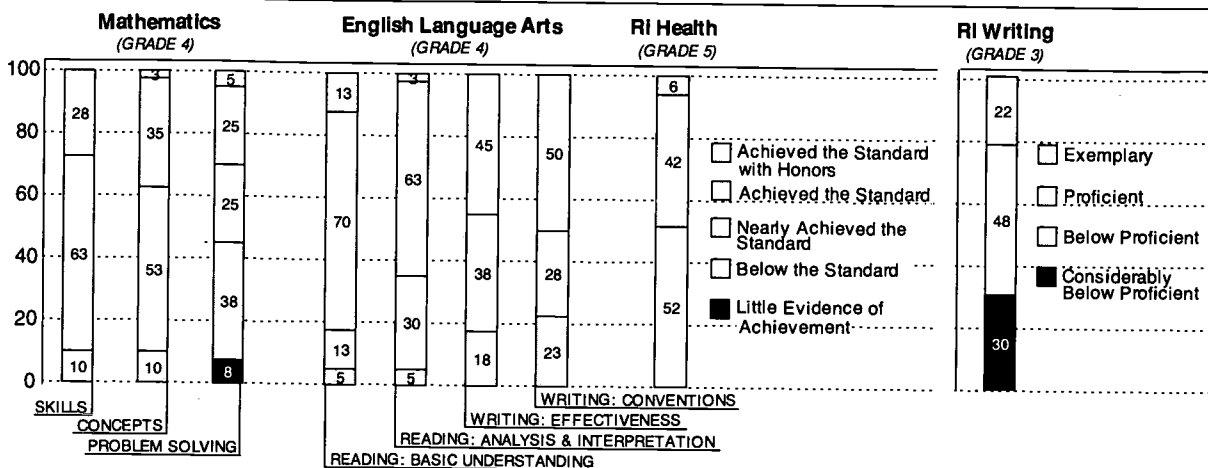 Mathematics
(GRADE 4)
English Language Arts
(GRADE 4)
RI Health
(GRADE 5)
RI Writing
(GRADE 3)
100
80
60
40
20
0
28
63
10
3
35
53
10
5
25
25
38
8
13
70
13
5
3
63
30
5
45
38
18
50
28
23
6
42
52
Achieved the Standard
with Honors
Achieved the Standard
Nearly Achieved the
Standard
Below the Standard
Little Evidence of
Achievement
22
48
30
Exemplary
Proficient
Below Proficient
Considerably
Below Proficient
SKILLS
CONCEPTS
PROBLEM SOLVING
WRITING: CONVENTIONS
WRITING: EFFECTIVENESS
READING: ANALYSIS & INTERPRETATION
READING: BASIC UNDERSTANDING